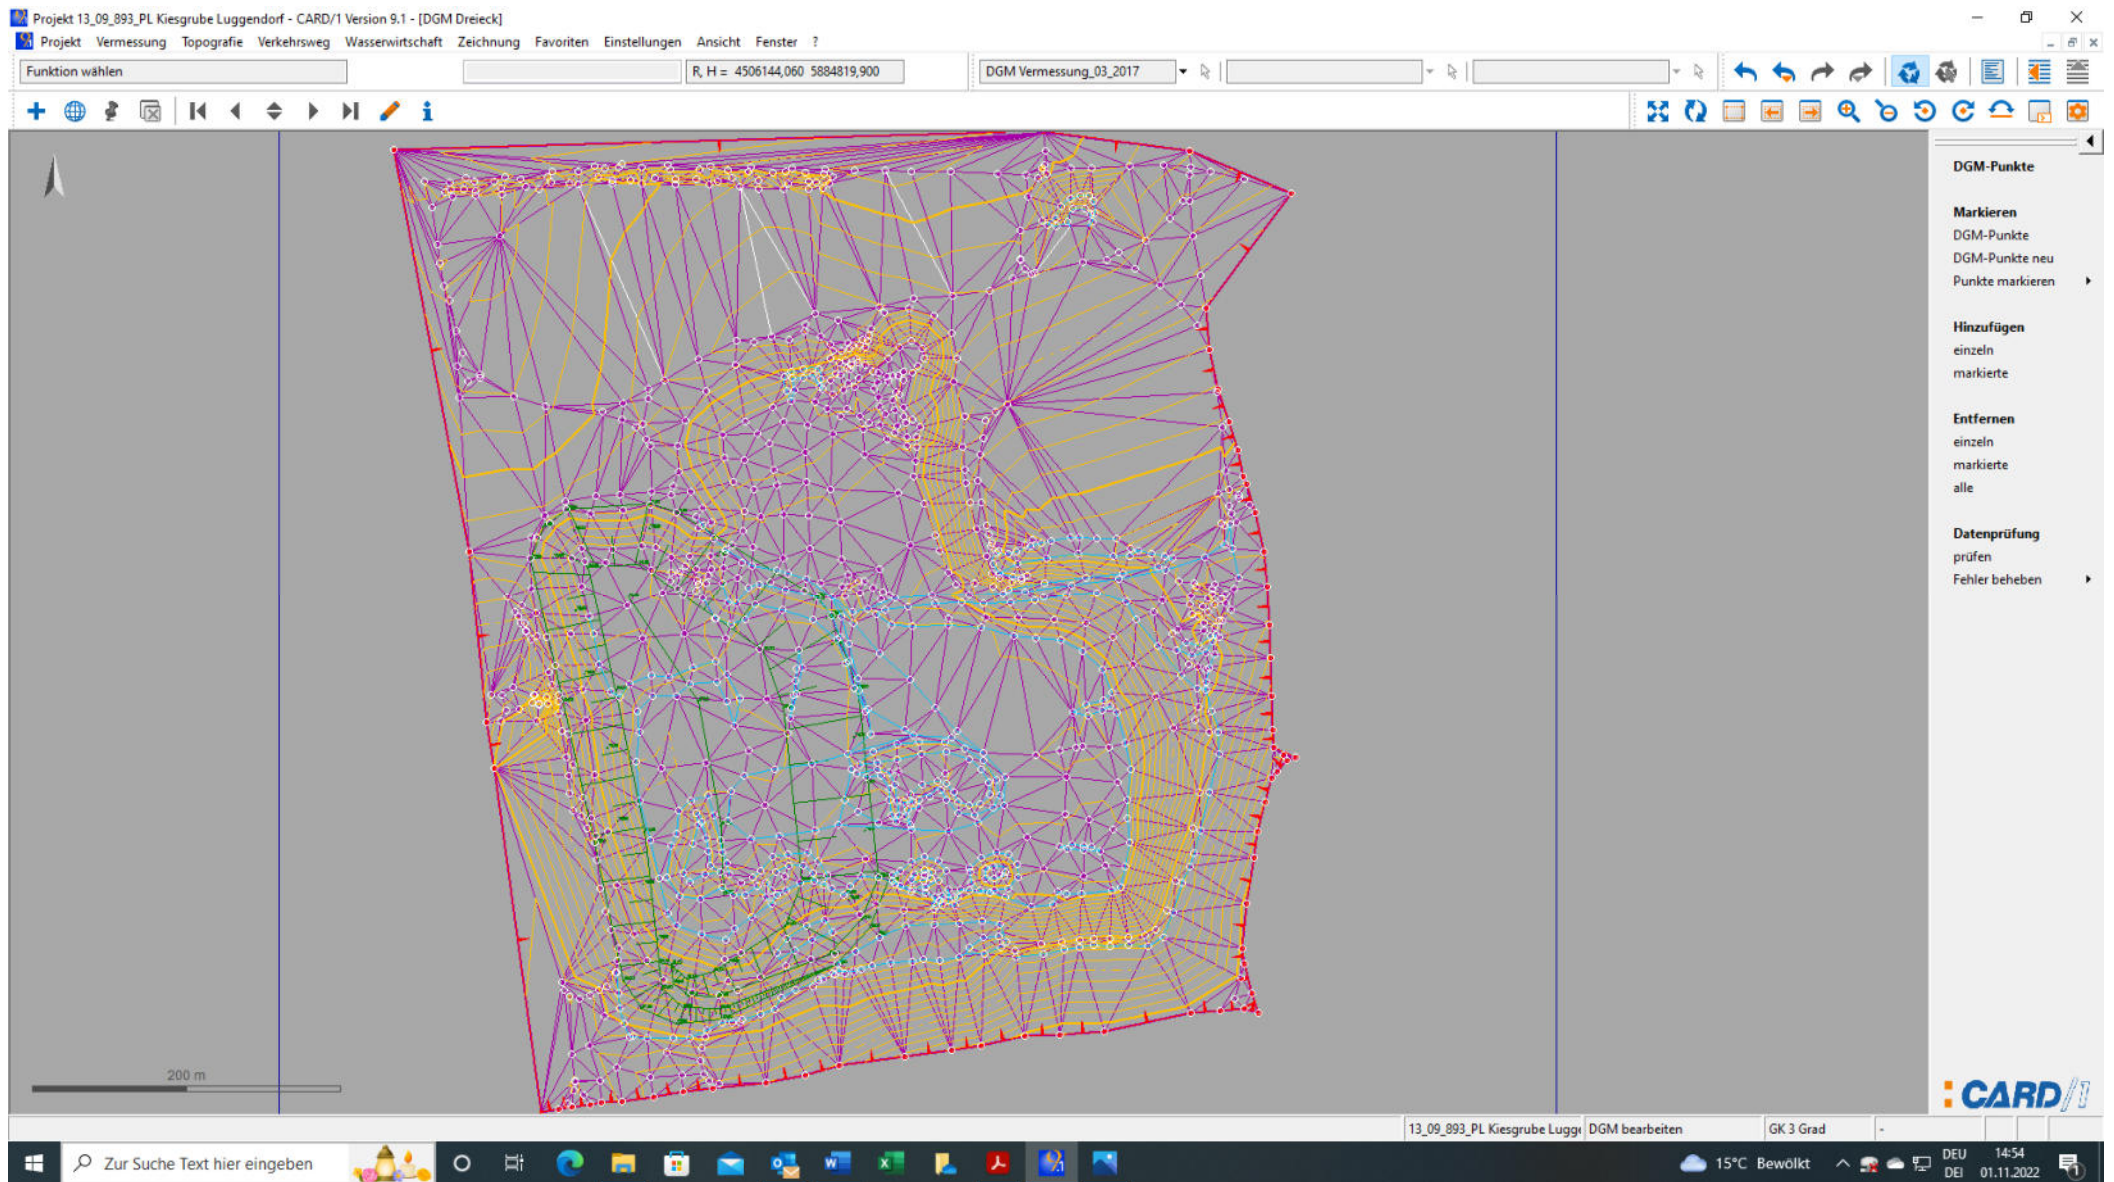 Projekt 13_09_893_PL Kiesgrube Luggendorf - CARD/1 Version 9.1 - [DGM Dreieck]
Projekt Vermessung Topografie Verkehrsweg Wasserwirtschaft Zeichnung Favoriten Einstellungen Ansicht Fenster ?
Funktion wählen
R, H = 4506144,060 5884819,900
DGM Vermessung_03_2017
DGM-Punkte
Markieren
DGM-Punkte
DGM-Punkte neu
Punkte markieren
Hinzufügen
einzeln
markierte
Entfernen
einzeln
markierte
alle
Datenprüfung
prüfen
Fehler beheben
200 m
:CARD/1
13_09_893_PL Kiesgrube Lugge DGM bearbeiten GK 3 Grad -
Zur Suche Text hier eingeben
15°C Bewölkt
DEU 14:54
DEI 01.11.2022